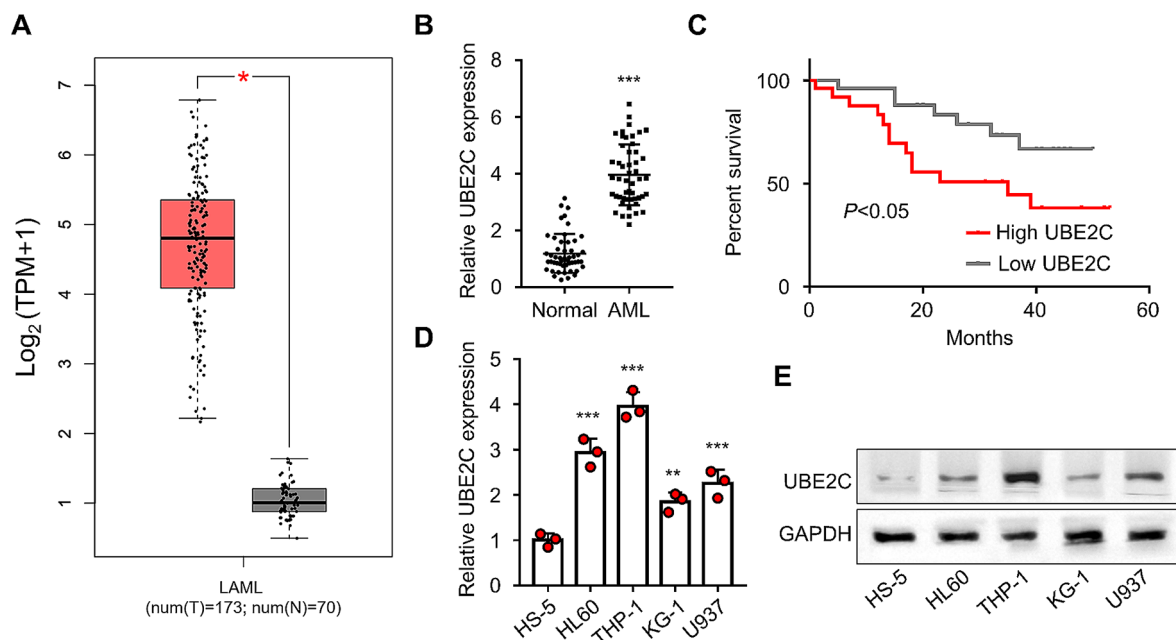 A
Log2(TPM+1)
7
6
5
4
3
2
1
*
LAML
(num(T)=173; num(N)=70)
B
Relative UBE2C expression
8
6
4
2
0
***
Normal
AML
C
Percent survival
100
50
0
P<0.05
High UBE2C
Low UBE2C
0
20
40
60
Months
D
Relative UBE2C expression
5
4
3
2
1
0
***
***
**
***
HS-5
HL60
THP-1
KG-1
U937
E
UBE2C
GAPDH
HS-5
HL60
THP-1
KG-1
U937